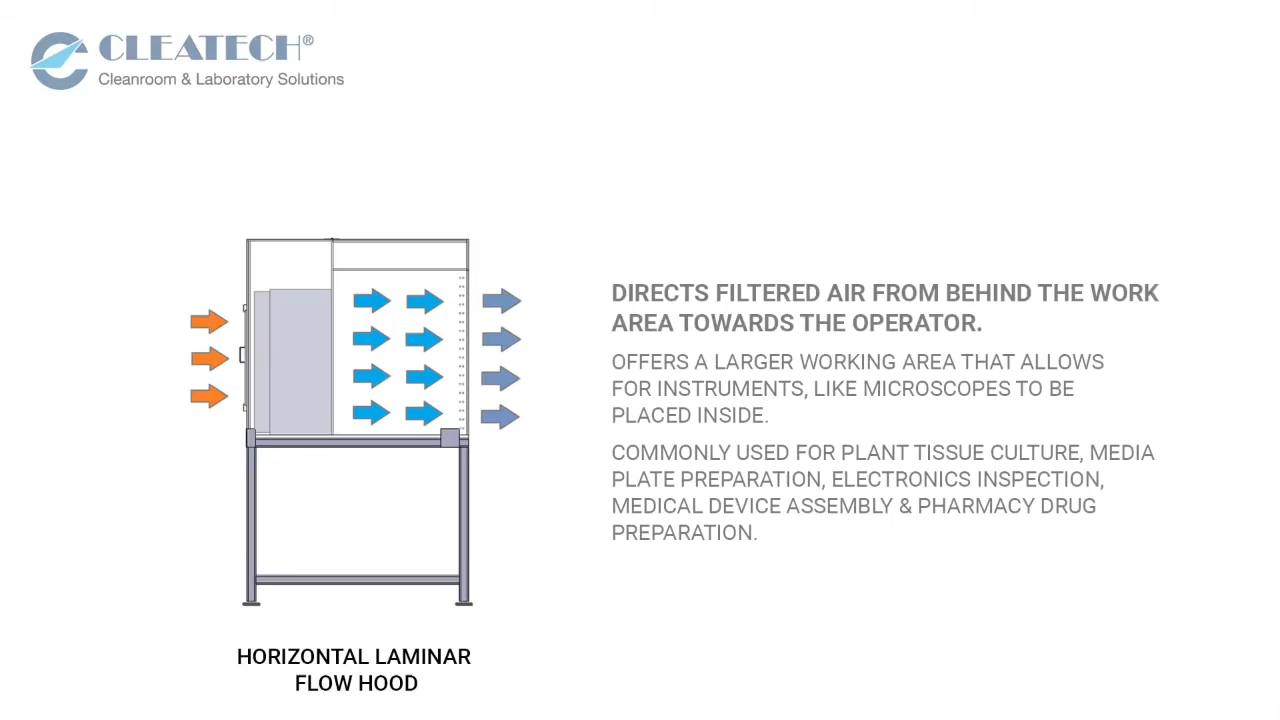 CLEATECH®
Cleanroom & Laboratory Solutions
DIRECTS FILTERED AIR FROM BEHIND THE WORK
AREA TOWARDS THE OPERATOR.
OFFERS A LARGER WORKING AREA THAT ALLOWS
FOR INSTRUMENTS, LIKE MICROSCOPES TO BE
PLACED INSIDE.
COMMONLY USED FOR PLANT TISSUE CULTURE, MEDIA
PLATE PREPARATION, ELECTRONICS INSPECTION,
MEDICAL DEVICE ASSEMBLY & PHARMACY DRUG
PREPARATION.
HORIZONTAL LAMINAR
FLOW HOOD